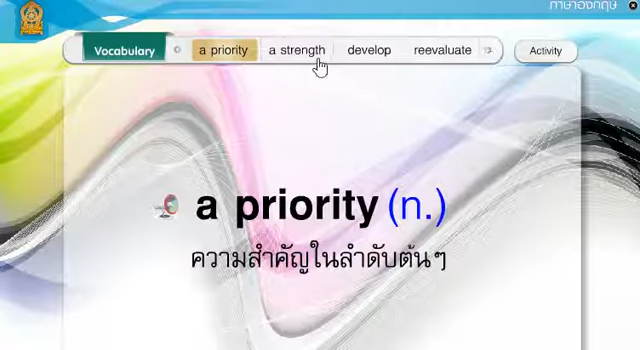 ภาษาอังกฤษ
Vocabulary a priority a strength develop reevaluate Activity
a priority (n.)
ความสำคัญในลำดับต้นๆ